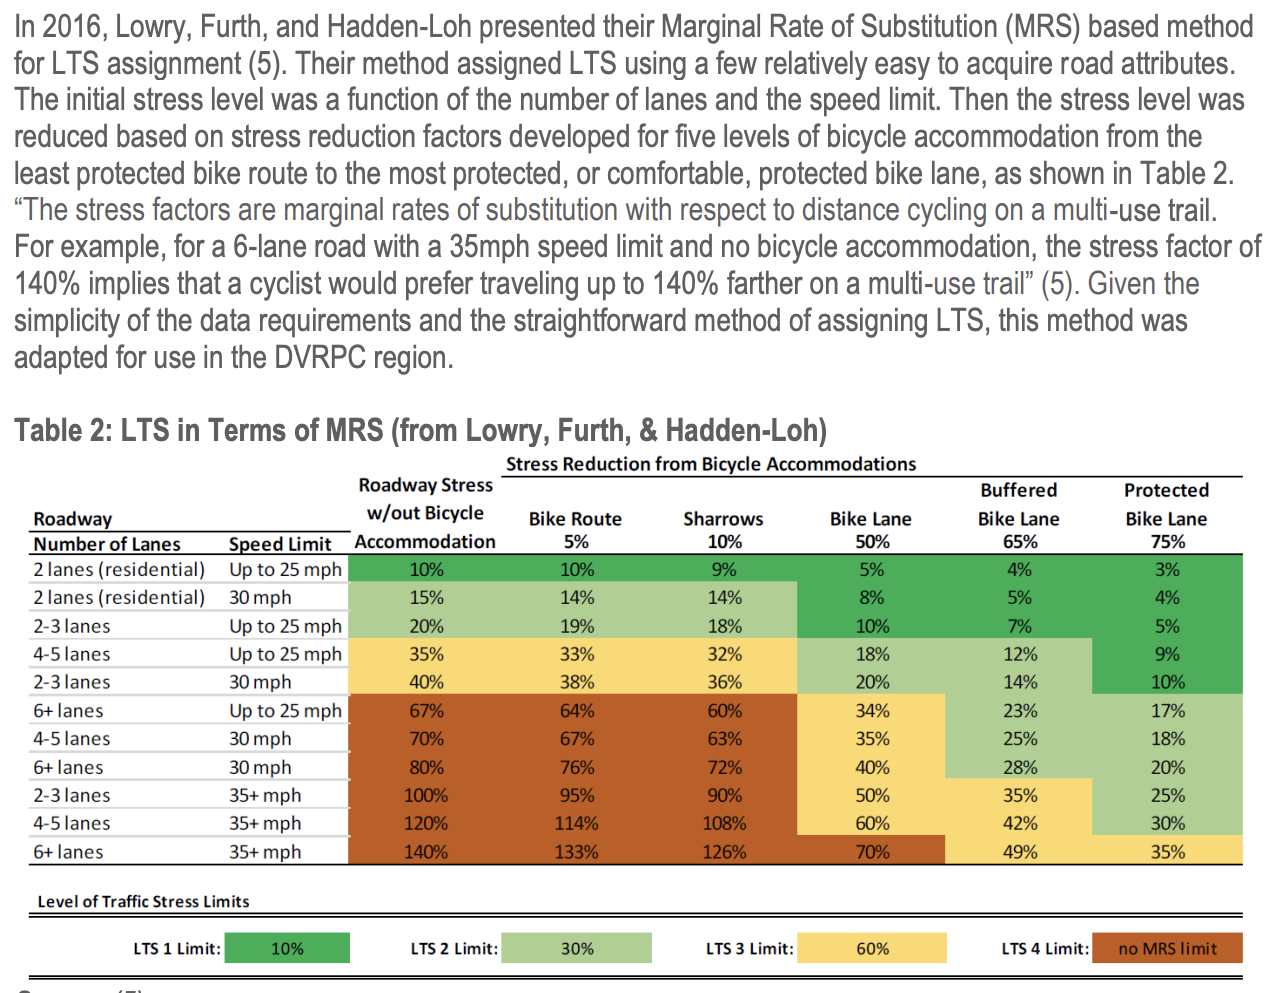 In 2016, Lowry, Furth, and Hadden-Loh presented their Marginal Rate of Substitution (MRS) based method
for LTS assignment (5). Their method assigned LTS using a few relatively easy to acquire road attributes.
The initial stress level was a function of the number of lanes and the speed limit. Then the stress level was
reduced based on stress reduction factors developed for five levels of bicycle accommodation from the
least protected bike route to the most protected, or comfortable, protected bike lane, as shown in Table 2.
“The stress factors are marginal rates of substitution with respect to distance cycling on a multi-use trail.
For example, for a 6-lane road with a 35mph speed limit and no bicycle accommodation, the stress factor of
140% implies that a cyclist would prefer traveling up to 140% farther on a multi-use trail” (5). Given the
simplicity of the data requirements and the straightforward method of assigning LTS, this method was
adapted for use in the DVRPC region.
Table 2: LTS in Terms of MRS (from Lowry, Furth, & Hadden-Loh)
Stress Reduction from Bicycle Accommodations
Roadway Stress Buffered Protected
w/out Bicycle
Roadway Bike Route Sharrows Bike Lane Bike Lane Bike Lane
Number of Lanes Speed Limit Accommodation 5% 10% 50% 65% 75%
2 lanes (residential) Up to 25 mph 10% 10% 9% 5% 4% 3%
2 lanes (residential) 30 mph 15% 14% 14% 8% 5% 4%
2-3 lanes Up to 25 mph 20% 19% 18% 10% 7% 5%
4-5 lanes Up to 25 mph 35% 33% 32% 18% 12% 9%
2-3 lanes 30 mph 40% 38% 36% 20% 14% 10%
6+ lanes Up to 25 mph 67% 64% 60% 34% 23% 17%
4-5 lanes 30 mph 70% 67% 63% 35% 25% 18%
6+ lanes 30 mph 80% 76% 72% 40% 28% 20%
2-3 lanes 35+ mph 100% 95% 90% 50% 35% 25%
4-5 lanes 35+ mph 120% 114% 108% 60% 42% 30%
6+ lanes 35+ mph 140% 133% 126% 70% 49% 35%
Level of Traffic Stress Limits
LTS 1 Limit: 10% LTS 2 Limit: 30% LTS 3 Limit: 60% LTS 4 Limit: no MRS limit